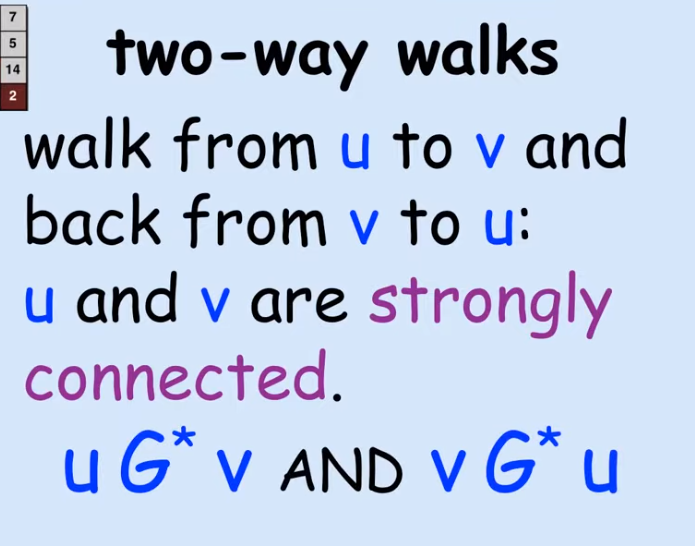 7
5
14
2
two-way walks
walk from u to v and
back from v to u:
u and v are strongly
connected.
u G* v AND v G* u